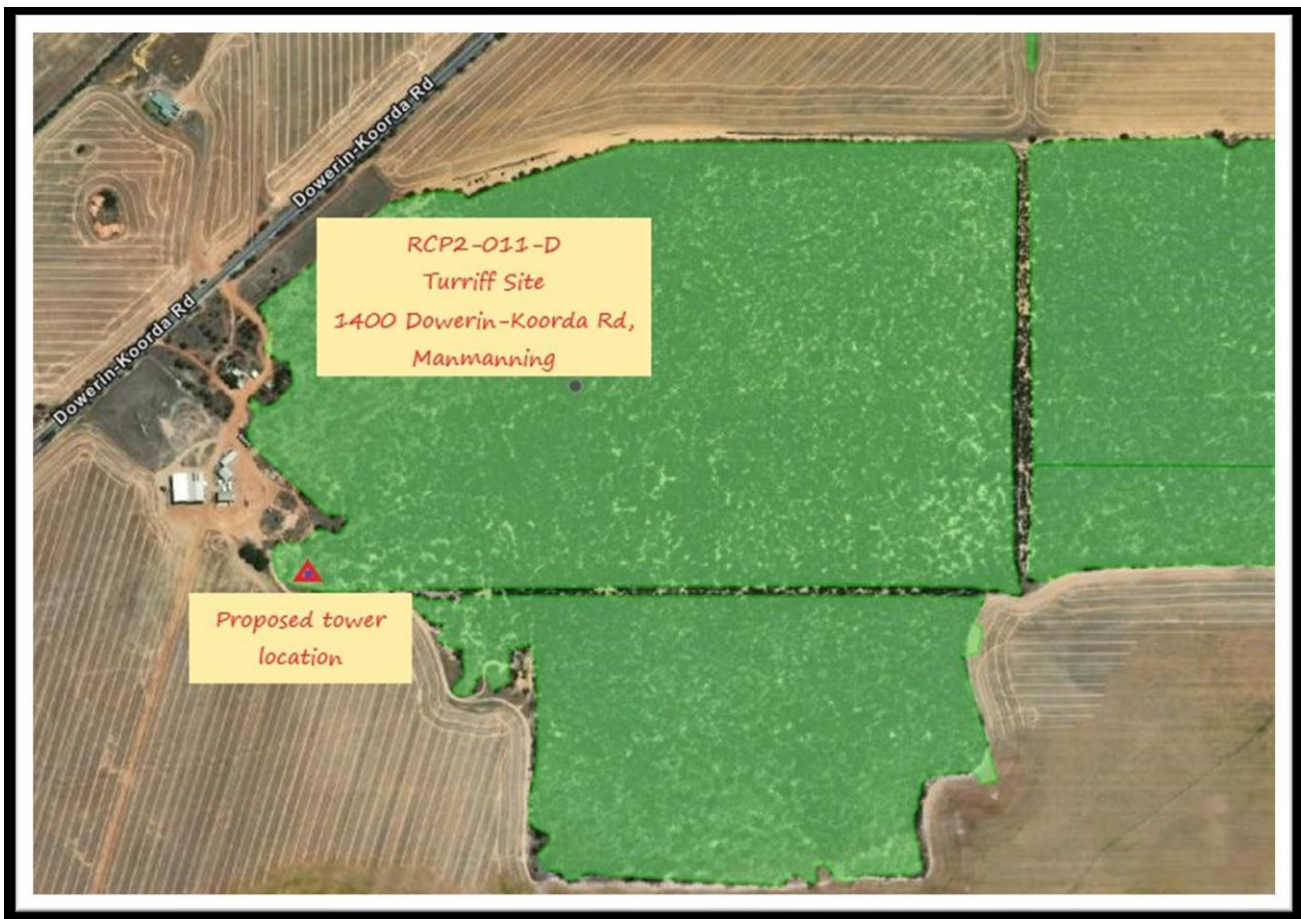 Dowerin-Koorda Rd
RCP2-011-D
Turriff Site
1400 Dowerin-Koorda Rd,
Manmanning
Dowerin-Koorda Rd
Proposed tower
location